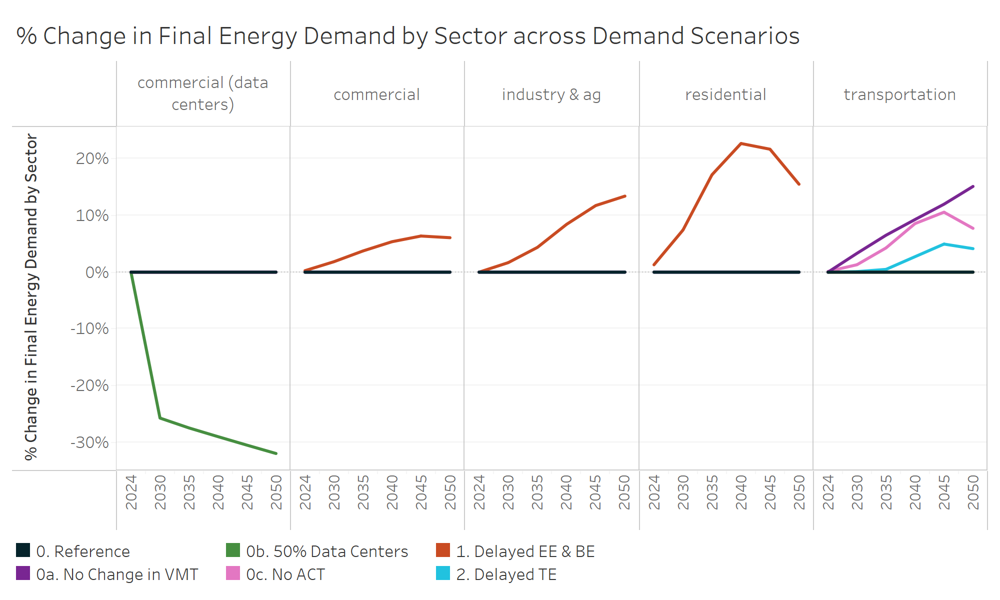 % Change in Final Energy Demand by Sector across Demand Scenarios
commercial (data
centers)
commercial
industry & ag
residential
transportation
% Change in Final Energy Demand by Sector
20%
10%
0%
-10%
-20%
-30%
2024 2030 2035 2040 2045 2050 2024 2030 2035 2040 2045 2050 2024 2030 2035 2040 2045 2050 2024 2030 2035 2040 2045 2050 2024 2030 2035 2040 2045 2050
0. Reference
0b. 50% Data Centers
1. Delayed EE & BE
0a. No Change in VMT
0c. No ACT
2. Delayed TE